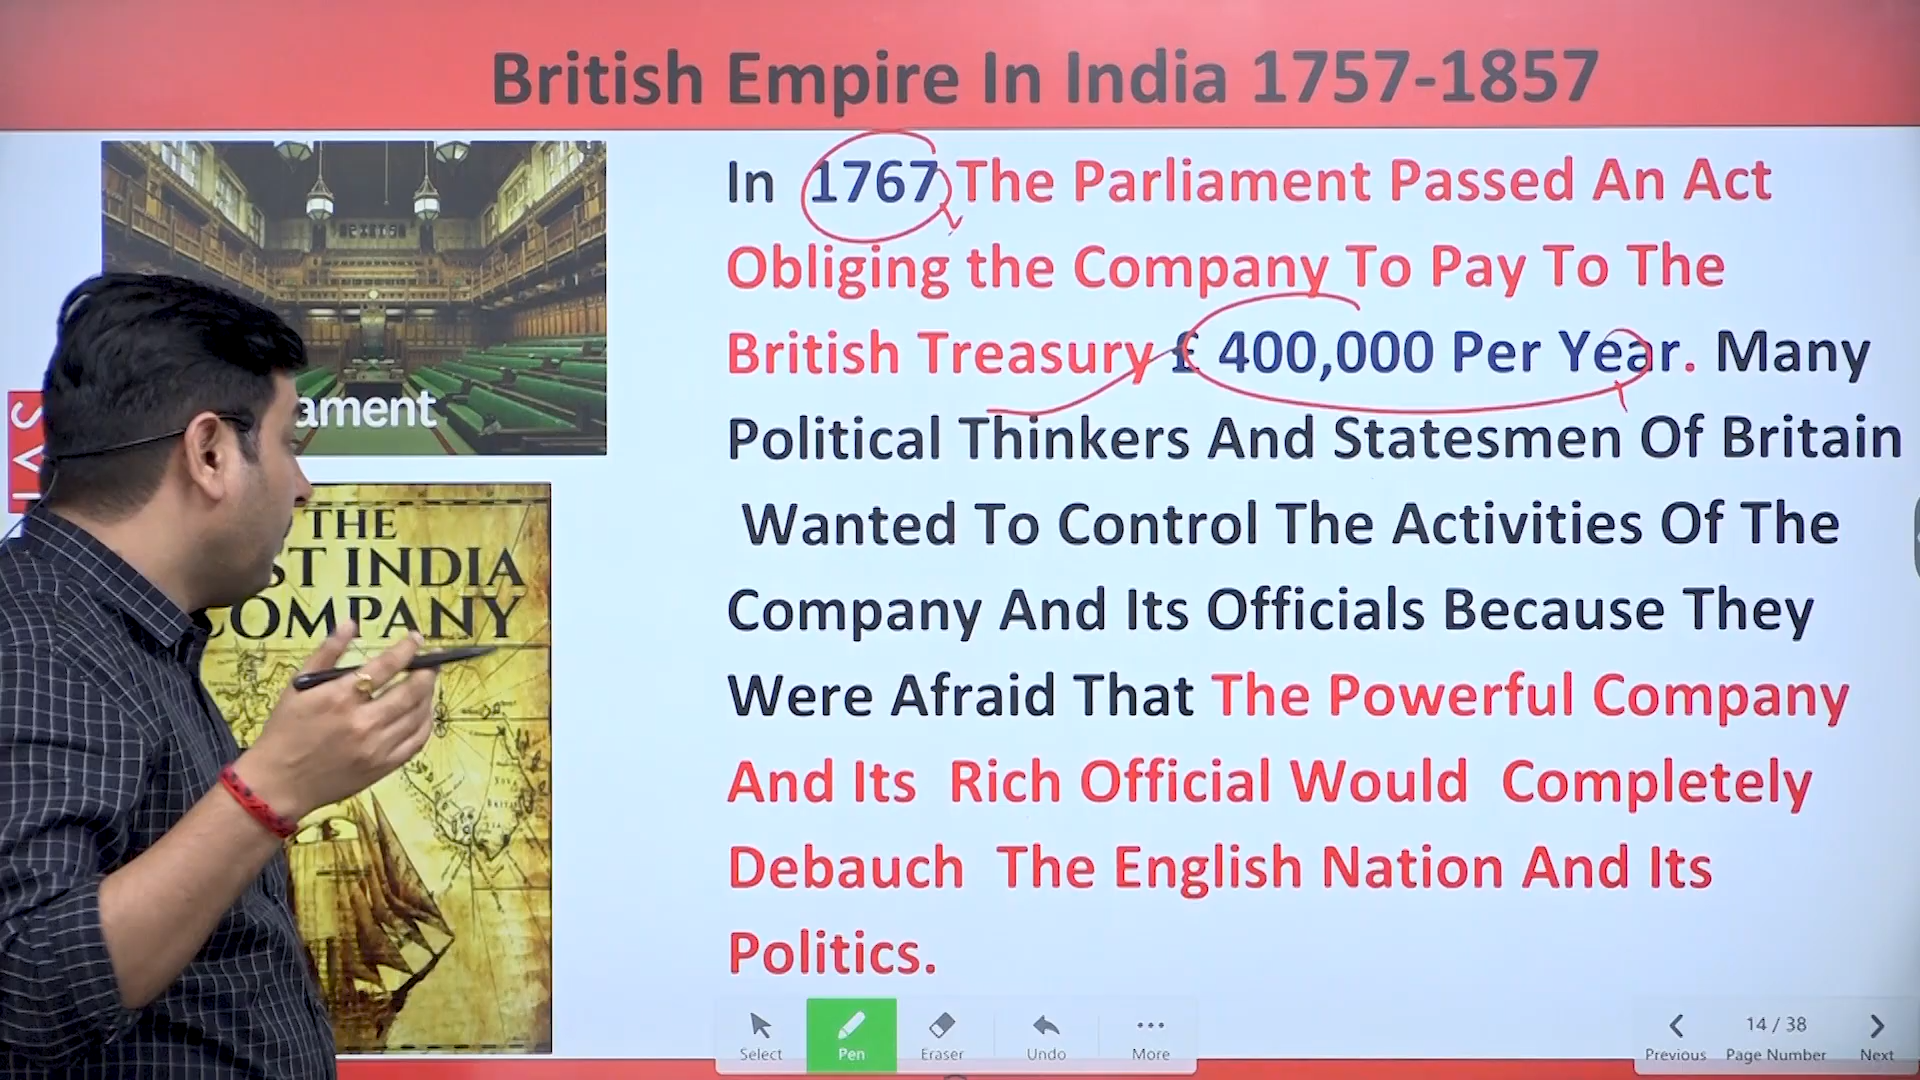 British Empire In India 1757-1857
In 1767 The Parliament Passed An Act
Obliging the Company To Pay To The
British Treasury £ 400,000 Per Year. Many
Political Thinkers And Statesmen Of Britain
Wanted To Control The Activities Of The
Company And Its Officials Because They
Were Afraid That The Powerful Company
And Its Rich Official Would Completely
Debauch The English Nation And Its
Politics.
ament
THE
ST INDIA
COMPANY
Select
Pen
Eraser
Undo
More
14 / 38
Previous
Page Number
Next